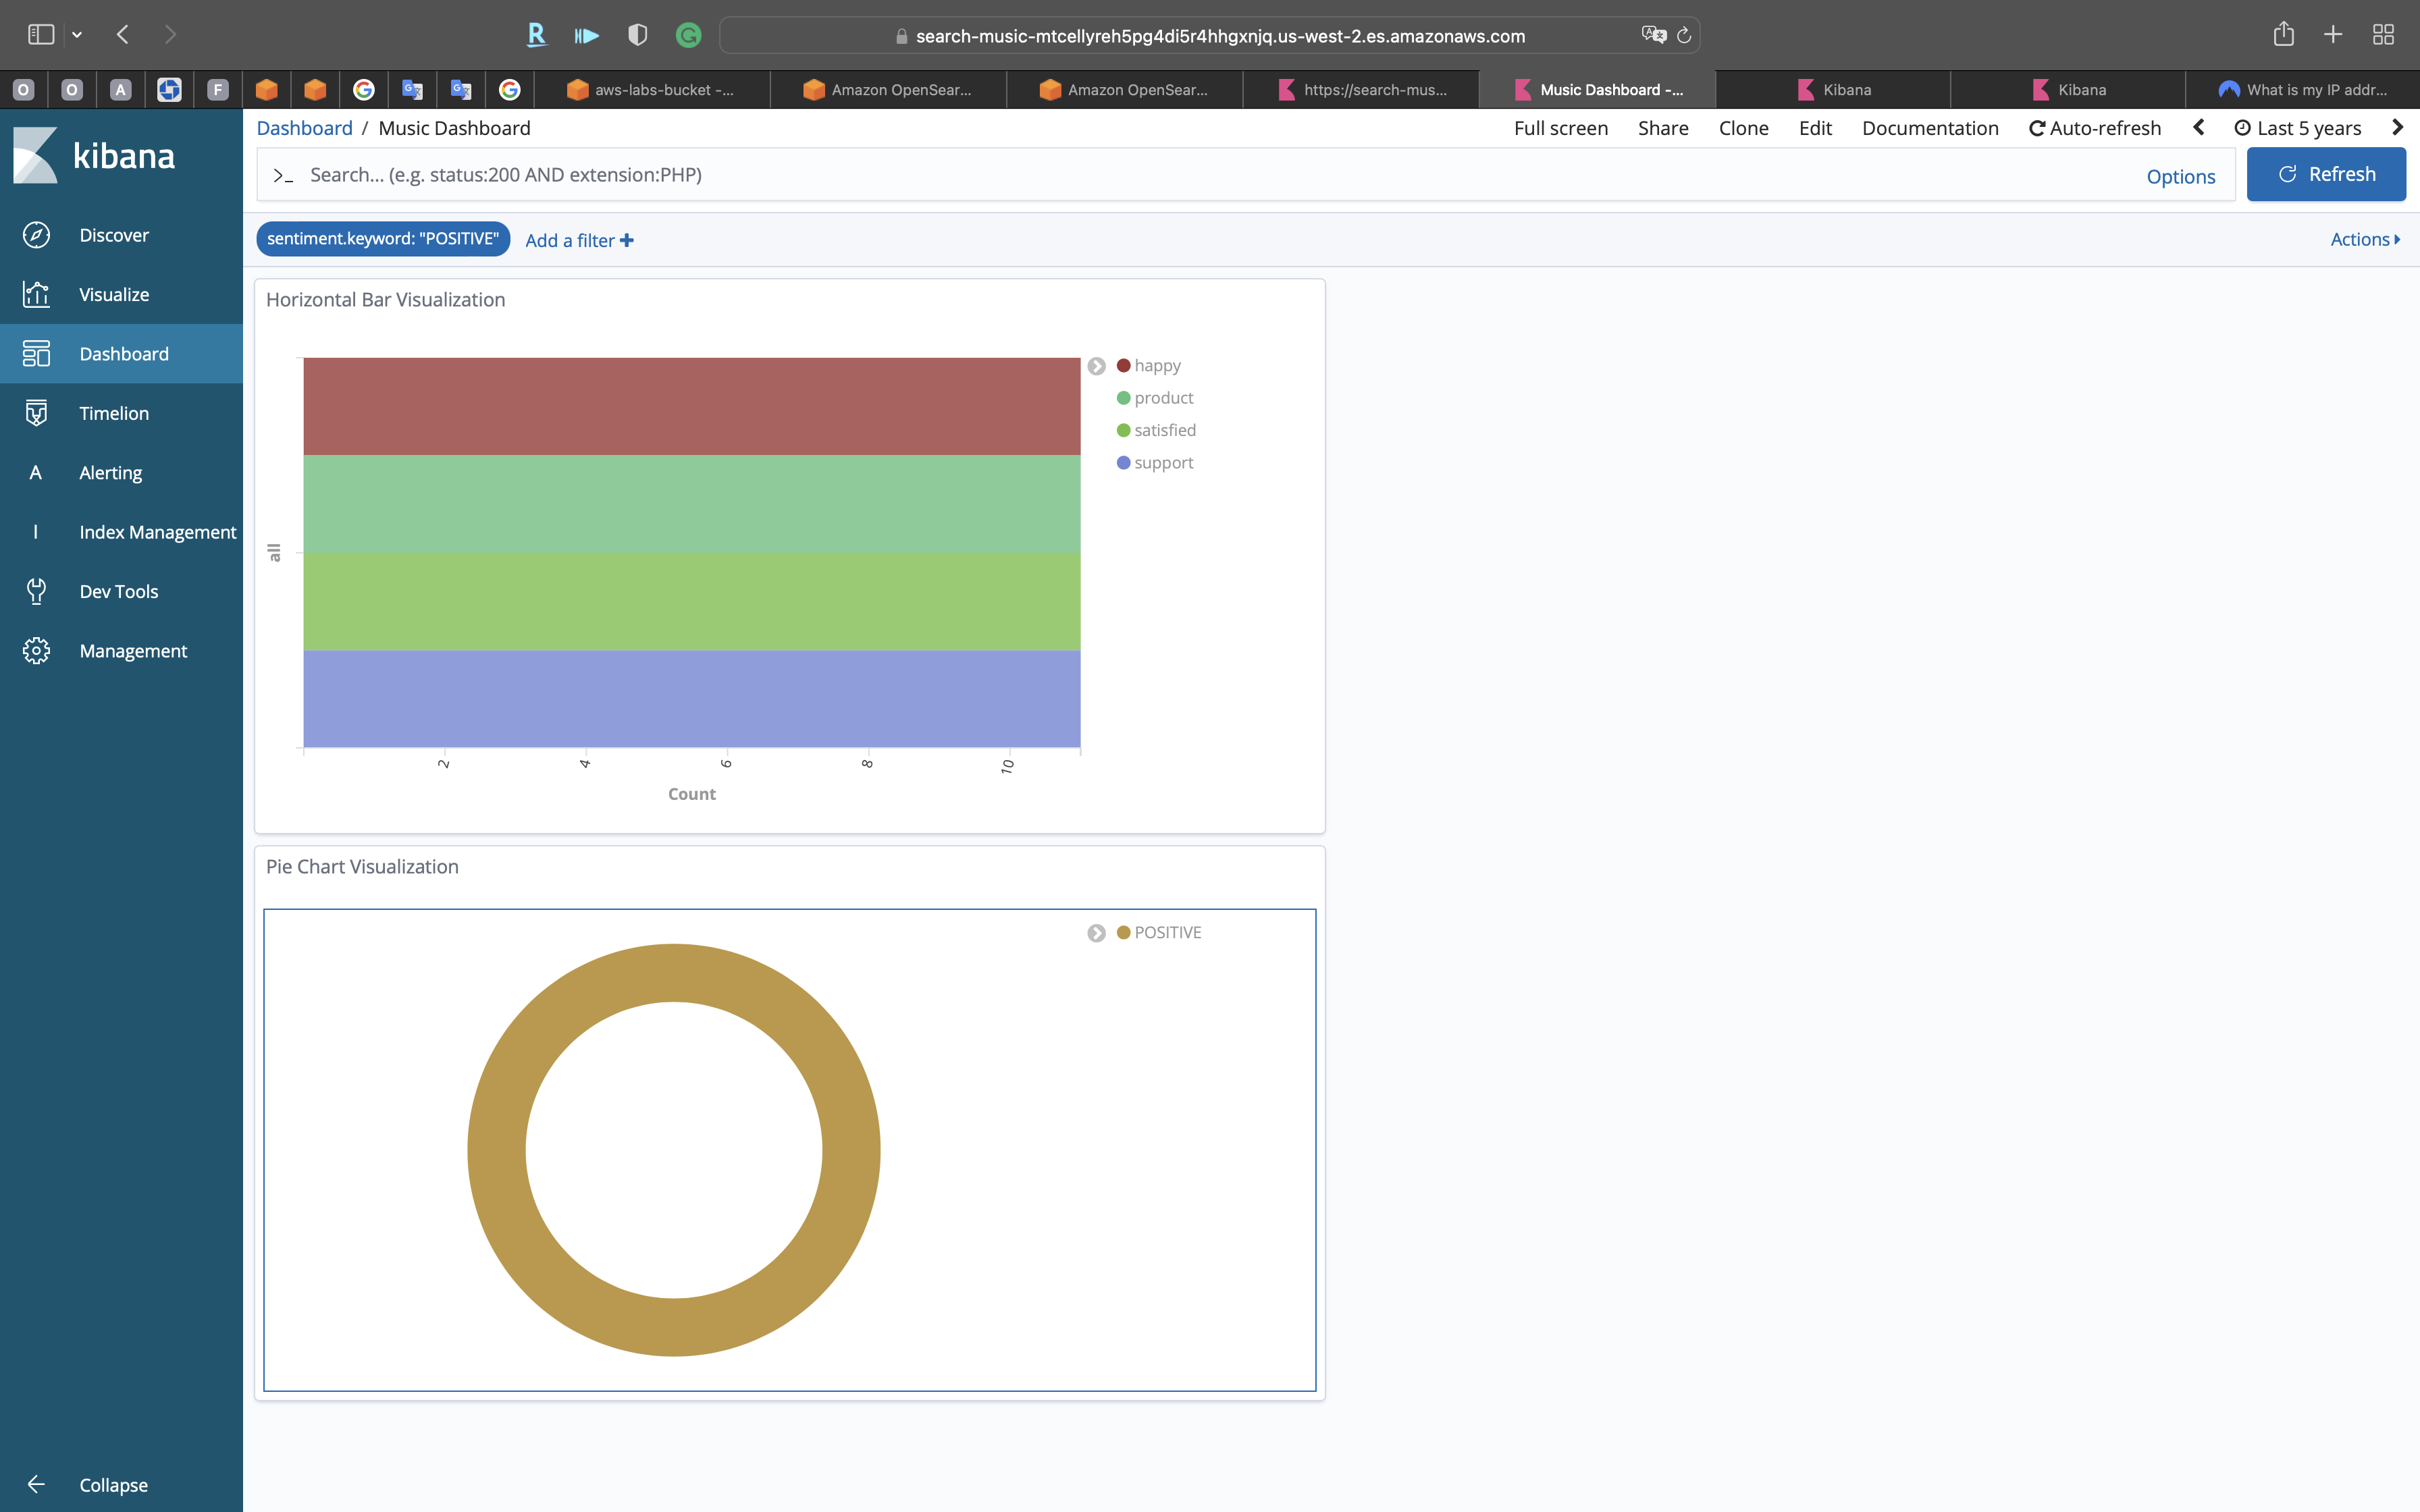 search-music-mtcellyreh5pg4di5r4hhgxnjq.us-west-2.es.amazonaws.com
O O A F aws-labs-bucket -... Amazon OpenSear... Amazon OpenSear... https://search-mus... Music Dashboard -... Kibana Kibana What is my IP addr...
kibana
Discover
Visualize
Dashboard
Timelion
A Alerting
I Index Management
Dev Tools
Management
Collapse
Dashboard / Music Dashboard
Full screen Share Clone Edit Documentation Auto-refresh Last 5 years
>_ Search... (e.g. status:200 AND extension:PHP) Options Refresh
sentiment.keyword: "POSITIVE" Add a filter Actions
Horizontal Bar Visualization
happy
product
satisfied
support
all
2 4 6 8 10
Count
Pie Chart Visualization
POSITIVE